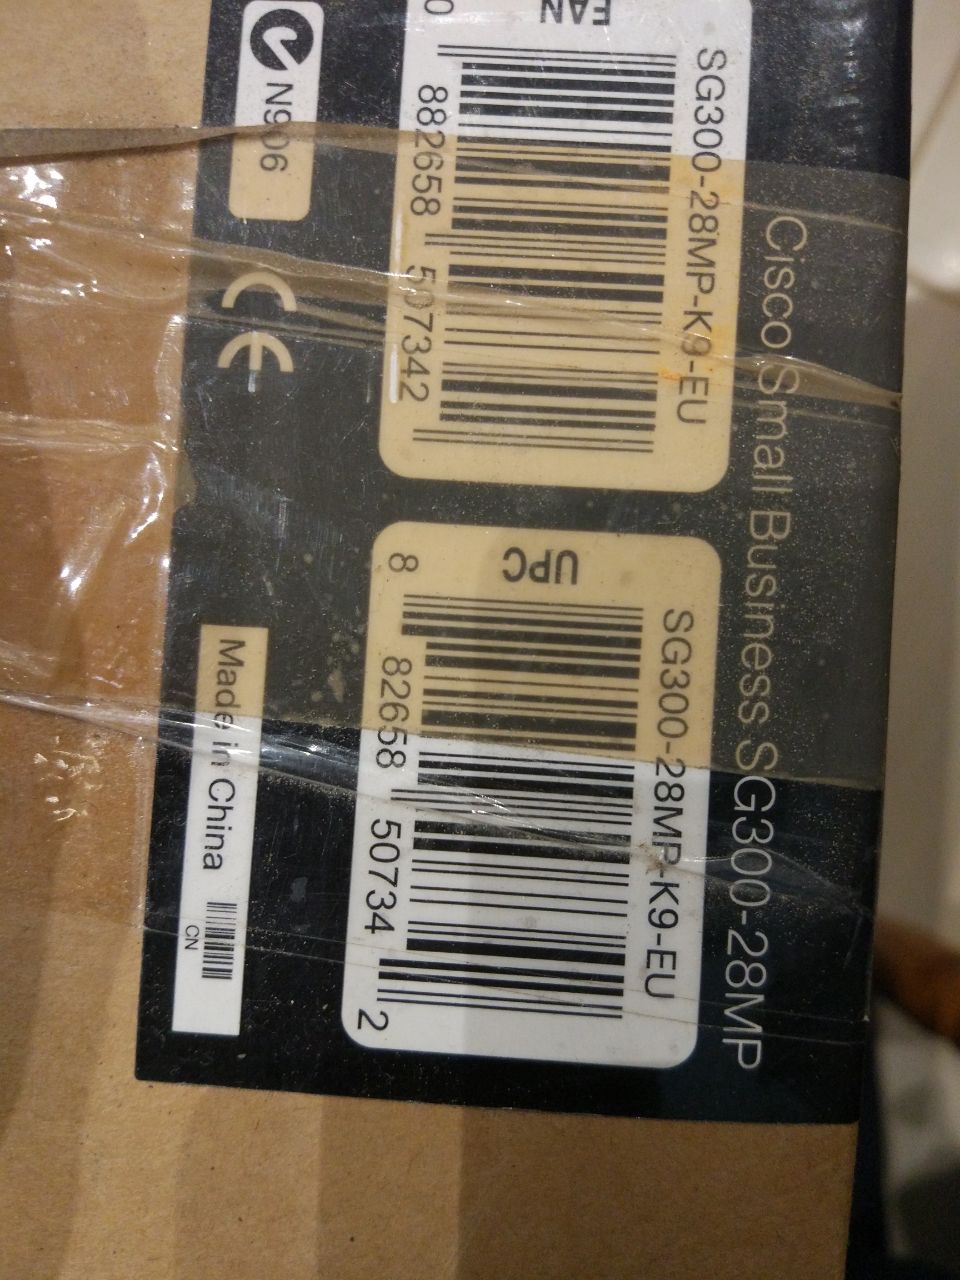 Cisco Small Business SG300-28MP
SG300-28MP-K9-EU
EAN
0 882658 507342
SG300-28MP-K9-EU
UPC
8 82658 50734 2
N906
CE
Made in China
CN